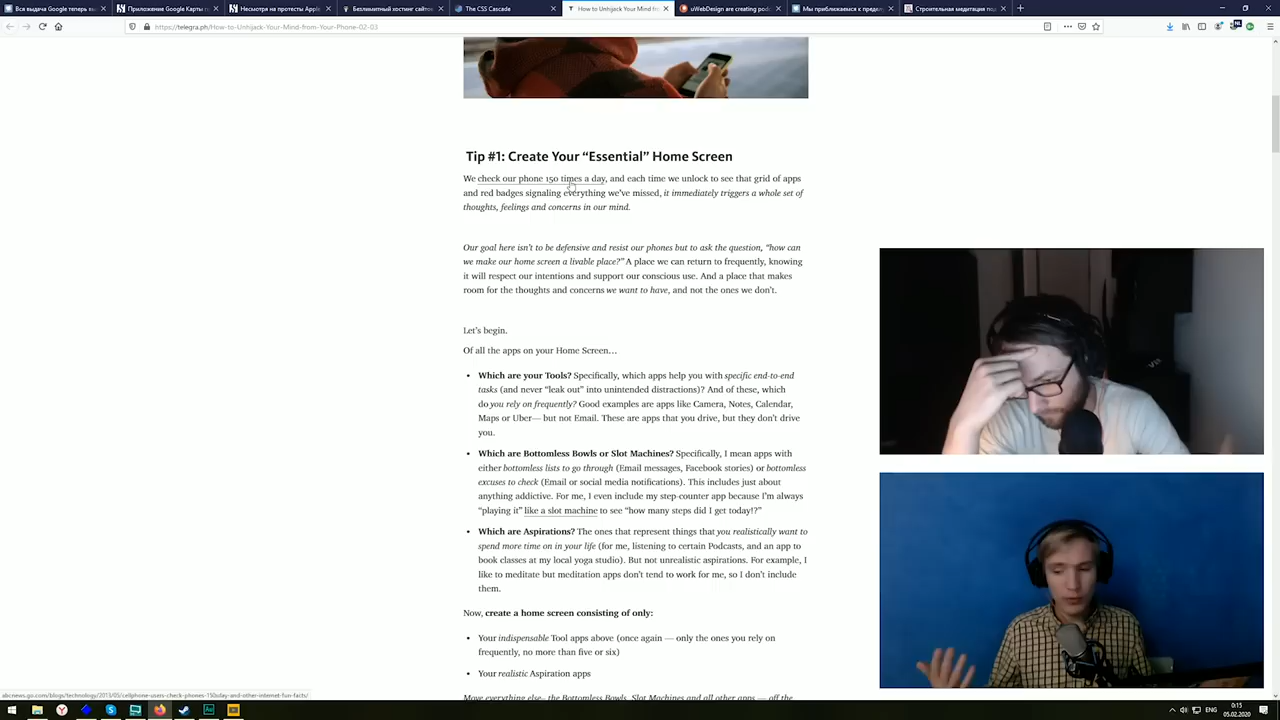 Вся выдача Google теперь вы
Приложение Google Карты по
Несмотря на протесты Apple,
Безлимитный хостинг сайтов
The CSS Cascade
How to Unhijack Your Mind fro
uWebDesign are creating podc
Мы приближаемся к предел
Строительная медитация под
https://telegra.ph/How-to-Unhijack-Your-Mind-from-Your-Phone-02-03
Tip #1: Create Your “Essential” Home Screen
We check our phone 150 times a day, and each time we unlock to see that grid of apps
and red badges signaling everything we’ve missed, it immediately triggers a whole set of
thoughts, feelings and concerns in our mind.
Our goal here isn’t to be defensive and resist our phones but to ask the question, “how can
we make our home screen a livable place?” A place we can return to frequently, knowing
it will respect our intentions and support our conscious use. And a place that makes
room for the thoughts and concerns we want to have, and not the ones we don’t.
Let’s begin.
Of all the apps on your Home Screen…
• Which are your Tools? Specifically, which apps help you with specific end-to-end
tasks (and never “leak out” into unintended distractions)? And of these, which
do you rely on frequently? Good examples are apps like Camera, Notes, Calendar,
Maps or Uber— but not Email. These are apps that you drive, but they don’t drive
you.
• Which are Bottomless Bowls or Slot Machines? Specifically, I mean apps with
either bottomless lists to go through (Email messages, Facebook stories) or bottomless
excuses to check (Email or social media notifications). This includes just about
anything addictive. For me, I even include my step-counter app because I’m always
“playing it” like a slot machine to see “how many steps did I get today!?”
• Which are Aspirations? The ones that represent things that you realistically want to
spend more time on in your life (for me, listening to certain Podcasts, and an app to
book classes at my local yoga studio). But not unrealistic aspirations. For example, I
like to meditate but meditation apps don’t tend to work for me, so I don’t include
them.
Now, create a home screen consisting of only:
• Your indispensable Tool apps above (once again — only the ones you rely on
frequently, no more than five or six)
• Your realistic Aspiration apps
Move everything else– the Bottomless Bowls, Slot Machines and all other apps — off the
abcnews.go.com/blogs/technology/2013/05/cellphone-users-check-phones-150xday-and-other-internet-fun-facts/
ENG
0:15
05.02.2020